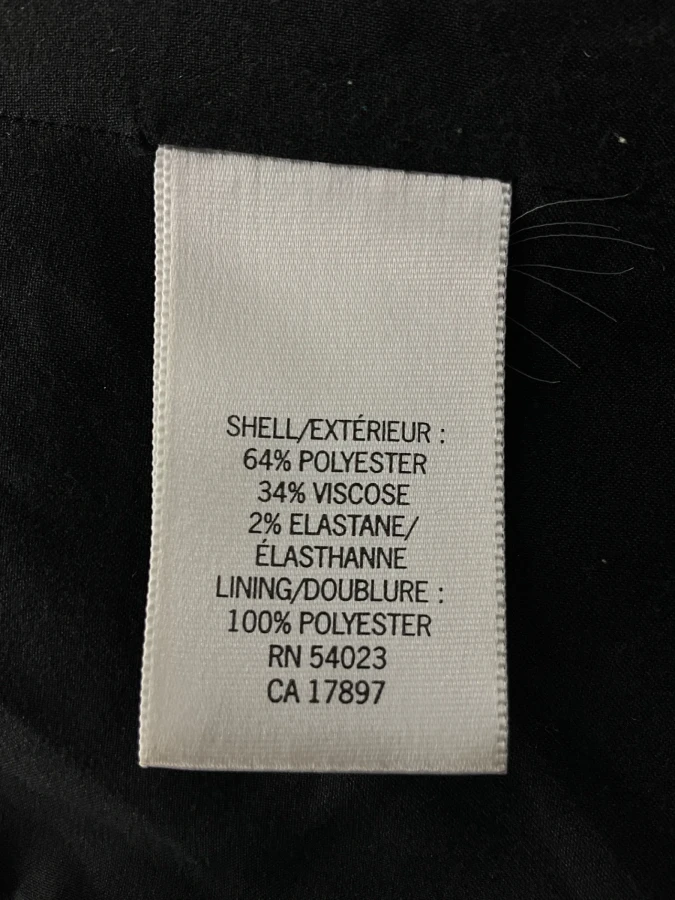 SHELL/EXTÉRIEUR :
64% POLYESTER
34% VISCOSE
2% ELASTANE/
ÉLASTHANNE
LINING/DOUBLURE :
100% POLYESTER
RN 54023
CA 17897